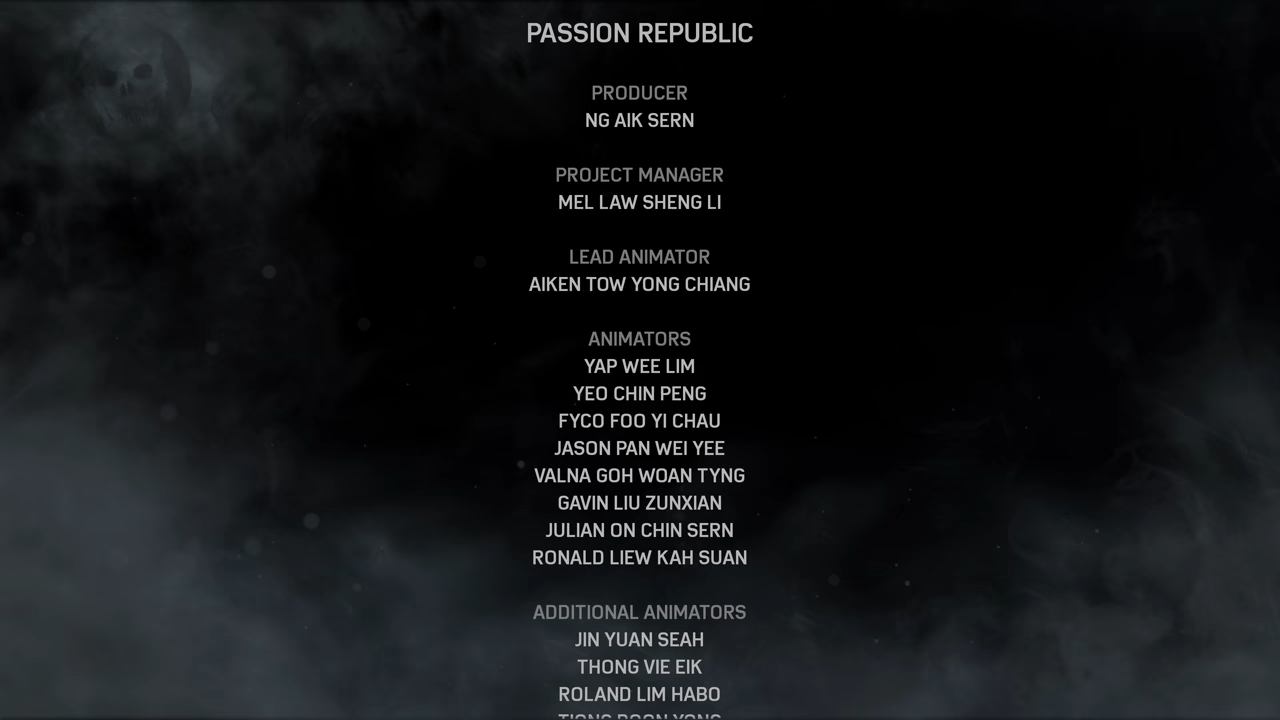 PASSION REPUBLIC
PRODUCER
NG AIK SERN
PROJECT MANAGER
MEL LAW SHENG LI
LEAD ANIMATOR
AIKEN TOW YONG CHIANG
ANIMATORS
YAP WEE LIM
YEO CHIN PENG
FYCO FOO YI CHAU
JASON PAN WEI YEE
VALNA GOH WOAN TYNG
GAVIN LIU ZUNXIAN
JULIAN ON CHIN SERN
RONALD LIEW KAH SUAN
ADDITIONAL ANIMATORS
JIN YUAN SEAH
THONG VIE EIK
ROLAND LIM HABO